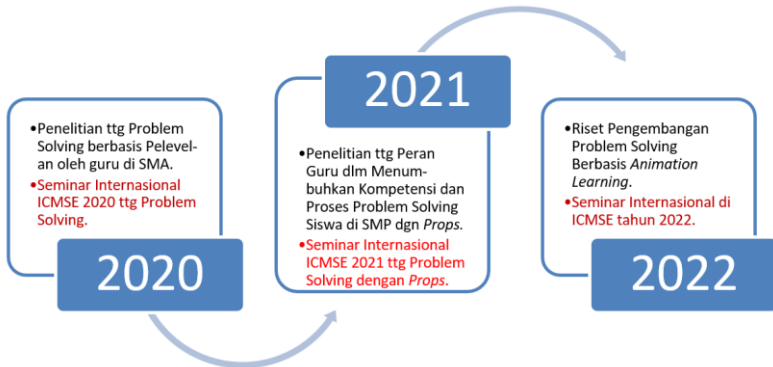 •Penelitian ttg Problem
Solving berbasis Pelevel-
an oleh guru di SMA.
•Seminar Internasional
ICMSE 2020 ttg Problem
Solving.
2020
2021
•Penelitian ttg Peran
Guru dlm Menum-
buhkan Kompetensi dan
Proses Problem Solving
Siswa di SMP dgn Props.
•Seminar Internasional
ICMSE 2021 ttg Problem
Solving dengan Props.
•Riset Pengembangan
Problem Solving
Berbasis Animation
Learning.
•Seminar Internasional di
ICMSE tahun 2022.
2022